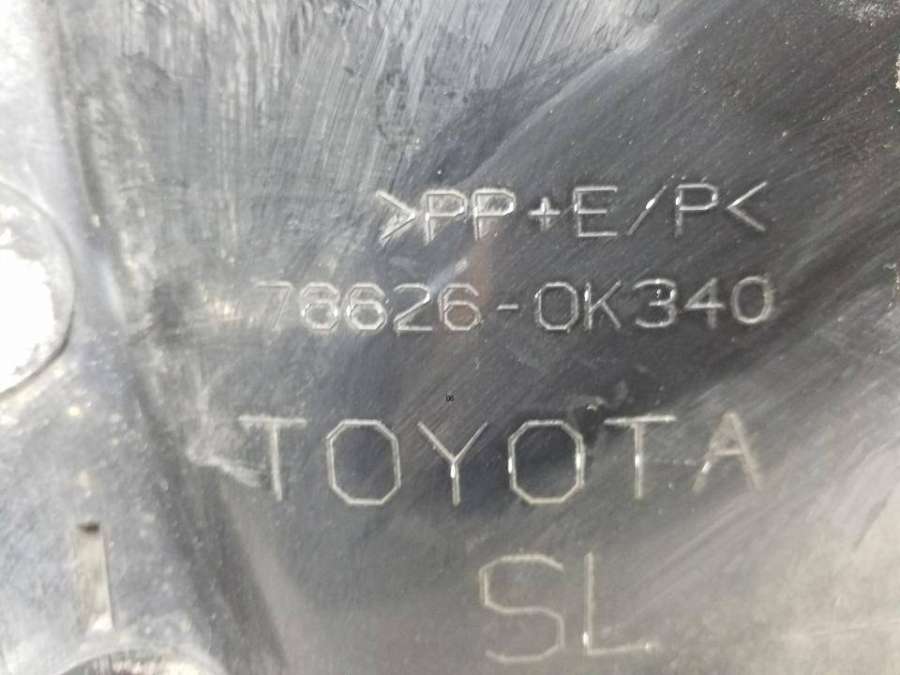 >PP+E/P<
76626-0K340
TOYOTA
SL